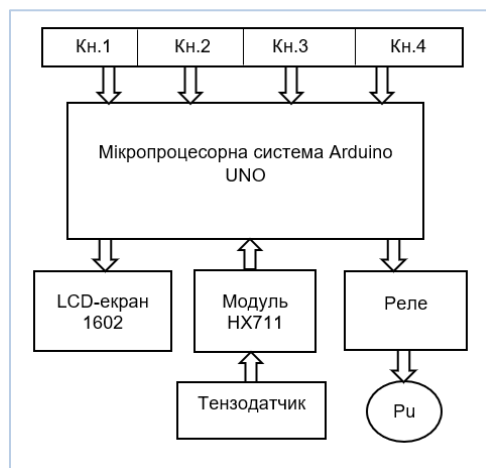 Кн.1 Кн.2 Кн.3 Кн.4
Мікропроцесорна система Arduino
UNO
LCD-екран
1602
Модуль
HX711
Реле
Тензодатчик
Pu